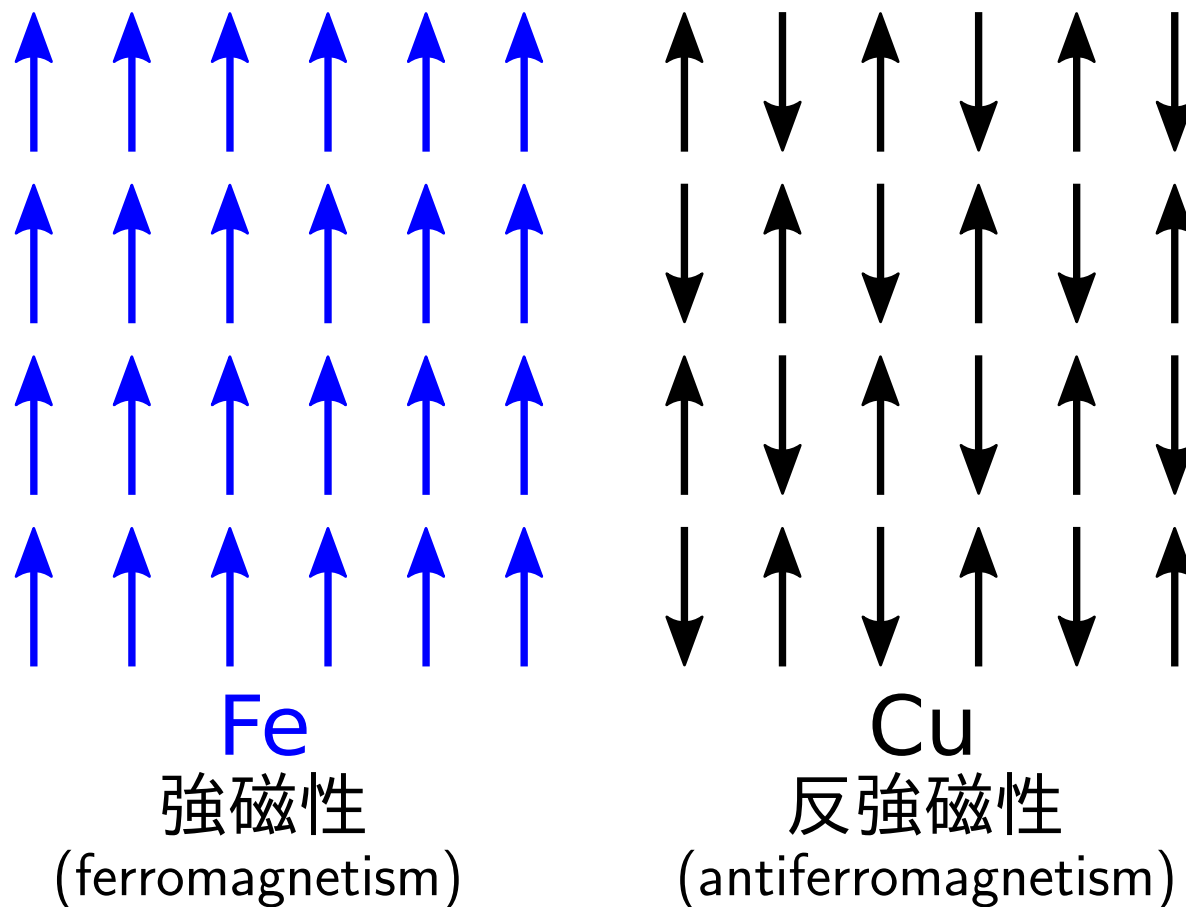 Fe
強磁性
(ferromagnetism)
Cu
反強磁性
(antiferromagnetism)